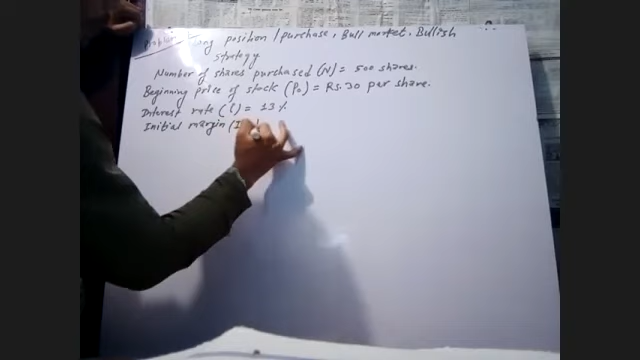 Problem: Long position / purchase, Bull market, Bullish
strategy
Number of shares purchased (N) = 500 shares.
Beginning price of stock (P₀) = Rs. 30 per share.
Interest rate (i) = 13%
Initial margin (I